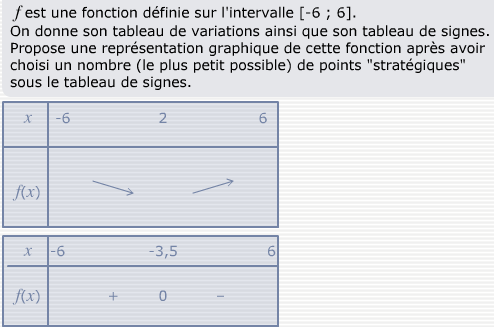 f est une fonction définie sur l'intervalle [-6 ; 6].
On donne son tableau de variations ainsi que son tableau de signes.
Propose une représentation graphique de cette fonction après avoir
choisi un nombre (le plus petit possible) de points "stratégiques"
sous le tableau de signes.
x -6 2 6
f(x)
x -6 -3,5 6
f(x) + 0 –